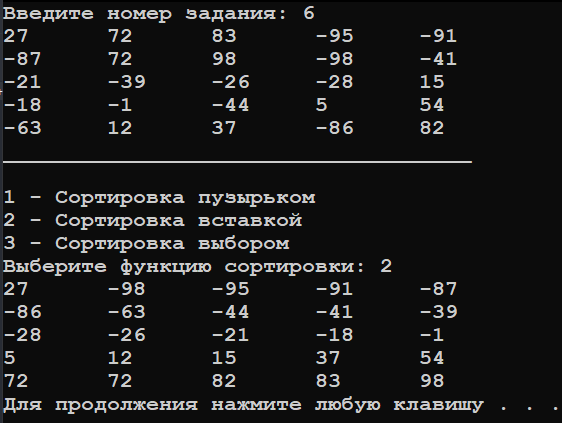 Введите номер задания: 6
27 72 83 -95 -91
-87 72 98 -98 -41
-21 -39 -26 -28 15
-18 -1 -44 5 54
-63 12 37 -86 82
1 - Сортировка пузырьком
2 - Сортировка вставкой
3 - Сортировка выбором
Выберите функцию сортировки: 2
27 -98 -95 -91 -87
-86 -63 -44 -41 -39
-28 -26 -21 -18 -1
5 12 15 37 54
72 72 82 83 98
Для продолжения нажмите любую клавишу . . .